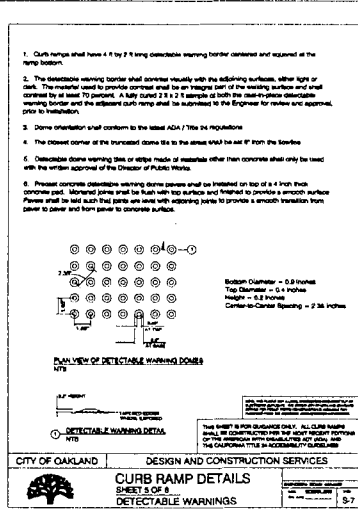 1. Curb ramps shall have 4 ft by 2 ft long detectable warning border centered and squared at the
ramp bottom.
2. The detectable warning border shall contrast visually with the adjoining surfaces, either light or
dark. The material used to provide contrast shall be an integral part of the existing surface and shall
contrast by at least 70 percent. A fully cured 2 ft x 2 ft sample of both the cast-in-place detectable
warning border and the adjacent curb ramp shall be submitted to the Engineer for review and approval,
prior to installation.
3. Dome orientation shall conform to the latest ADA / Title 24 regulations
4. The closest corner of the truncated dome tile to the street shall be set 6" from the flowline
5. Detectable dome warning tiles or strips made of materials other than concrete shall only be used
with the written approval of the Director of Public Works.
6. Precast concrete detectable warning dome pavers shall be installed on top of a 4 inch thick
concrete pad. Mortared joints shall be flush with top surface and finished to provide a smooth surface
Pavers shall be laid such that joints are level with adjoining joints to provide a smooth transition from
paver to paver and from paver to concrete surface.
1
Bottom Diameter = 0.9 Inches
Top Diameter = 0.4 Inches
Height = 0.2 Inches
Center-to-Center Spacing = 2.35 Inches
AT TOP
AT BASE
PLAN VIEW OF DETECTABLE WARNING DOMES
NTS
0.2" HEIGHT
1 DETECTABLE WARNING DETAIL
NTS
THIS SHEET IS FOR GUIDANCE ONLY. ALL CURB RAMPS
SHALL BE CONSTRUCTED PER THE MOST RECENT EDITIONS
OF THE AMERICAN WITH DISABILITIES ACT (ADA) AND
THE CALIFORNIA TITLE 24 ACCESSIBILITY GUIDELINES
CITY OF OAKLAND DESIGN AND CONSTRUCTION SERVICES
CURB RAMP DETAILS
SHEET 5 OF 6
DETECTABLE WARNINGS
S-7